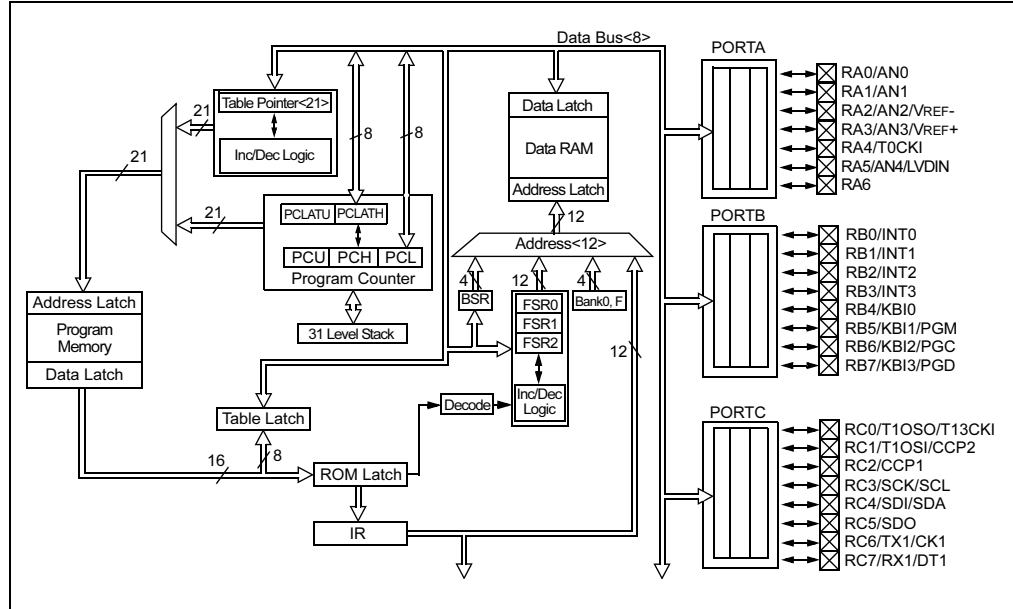 Data Bus<8>
PORTA
RA0/AN0
RA1/AN1
RA2/AN2/VREF-
RA3/AN3/VREF+
RA4/T0CKI
RA5/AN4/LVDIN
RA6
21
Table Pointer<21>
Inc/Dec Logic
8
8
Data Latch
Data RAM
Address Latch
21
21
PCLATU
PCLATH
PCU
PCH
PCL
Program Counter
31 Level Stack
12
Address<12>
4
12
4
BSR
FSR0
FSR1
FSR2
Bank0, F
12
Inc/Dec
Logic
PORTB
RB0/INT0
RB1/INT1
RB2/INT2
RB3/INT3
RB4/KBI0
RB5/KBI1/PGM
RB6/KBI2/PGC
RB7/KBI3/PGD
Address Latch
Program
Memory
Data Latch
Table Latch
Decode
16
8
ROM Latch
IR
PORTC
RC0/T1OSO/T13CKI
RC1/T1OSI/CCP2
RC2/CCP1
RC3/SCK/SCL
RC4/SDI/SDA
RC5/SDO
RC6/TX1/CK1
RC7/RX1/DT1